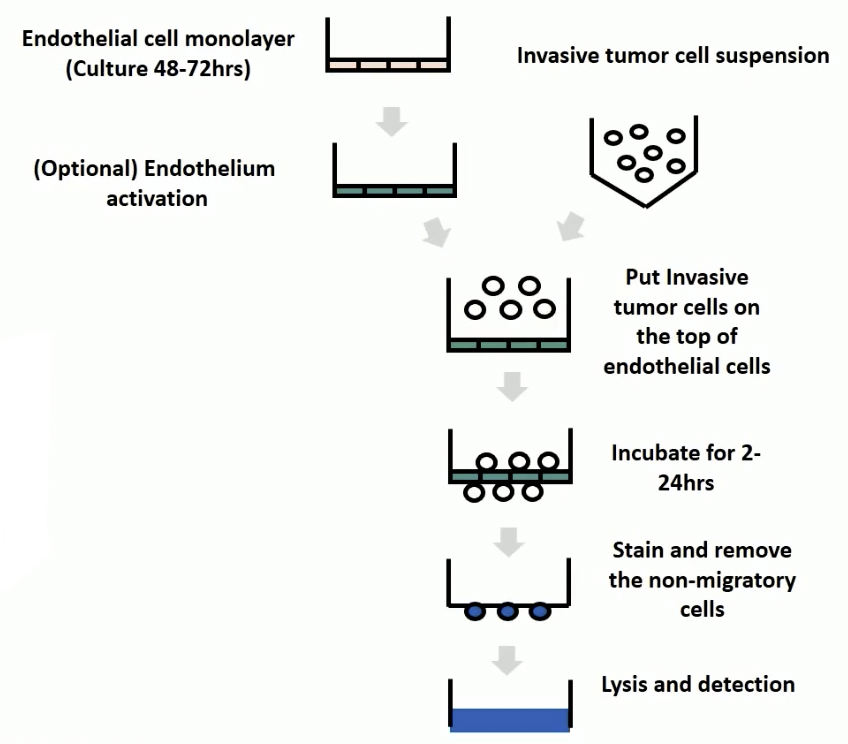 Endothelial cell monolayer
(Culture 48-72hrs)
Invasive tumor cell suspension
(Optional) Endothelium
activation
Put Invasive
tumor cells on
the top of
endothelial cells
Incubate for 2-
24hrs
Stain and remove
the non-migratory
cells
Lysis and detection